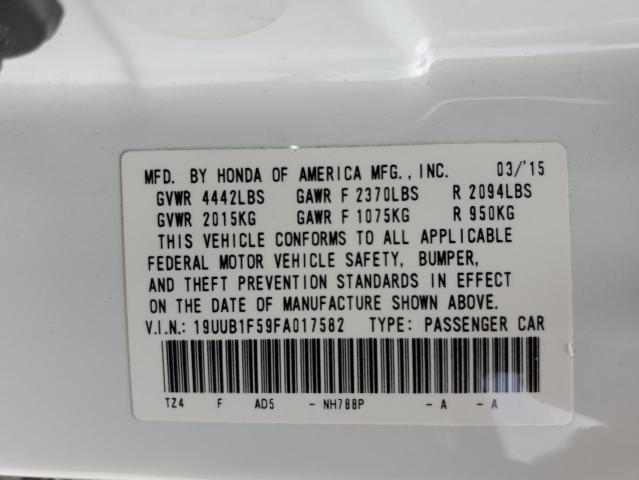 MFD. BY HONDA OF AMERICA MFG., INC. 03/'15
GVWR 4442LBS GAWR F 2370LBS R 2094LBS
GVWR 2015KG GAWR F 1075KG R 950KG
THIS VEHICLE CONFORMS TO ALL APPLICABLE
FEDERAL MOTOR VEHICLE SAFETY, BUMPER,
AND THEFT PREVENTION STANDARDS IN EFFECT
ON THE DATE OF MANUFACTURE SHOWN ABOVE.
V.I.N.: 19UUB1F59FA017582 TYPE: PASSENGER CAR
TZ4 F AD5 - NH788P - A - A